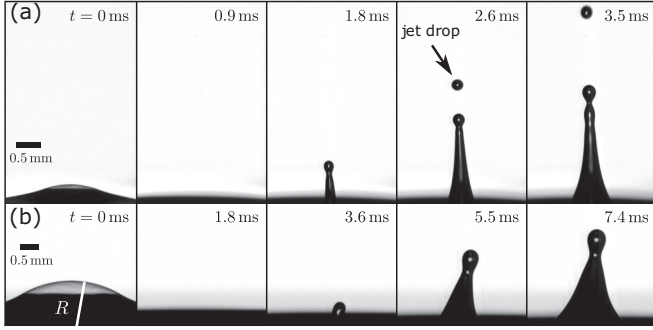 (a)
t = 0 ms
0.9 ms
1.8 ms
2.6 ms
3.5 ms
jet drop
0.5 mm
(b)
t = 0 ms
1.8 ms
3.6 ms
5.5 ms
7.4 ms
0.5 mm
R